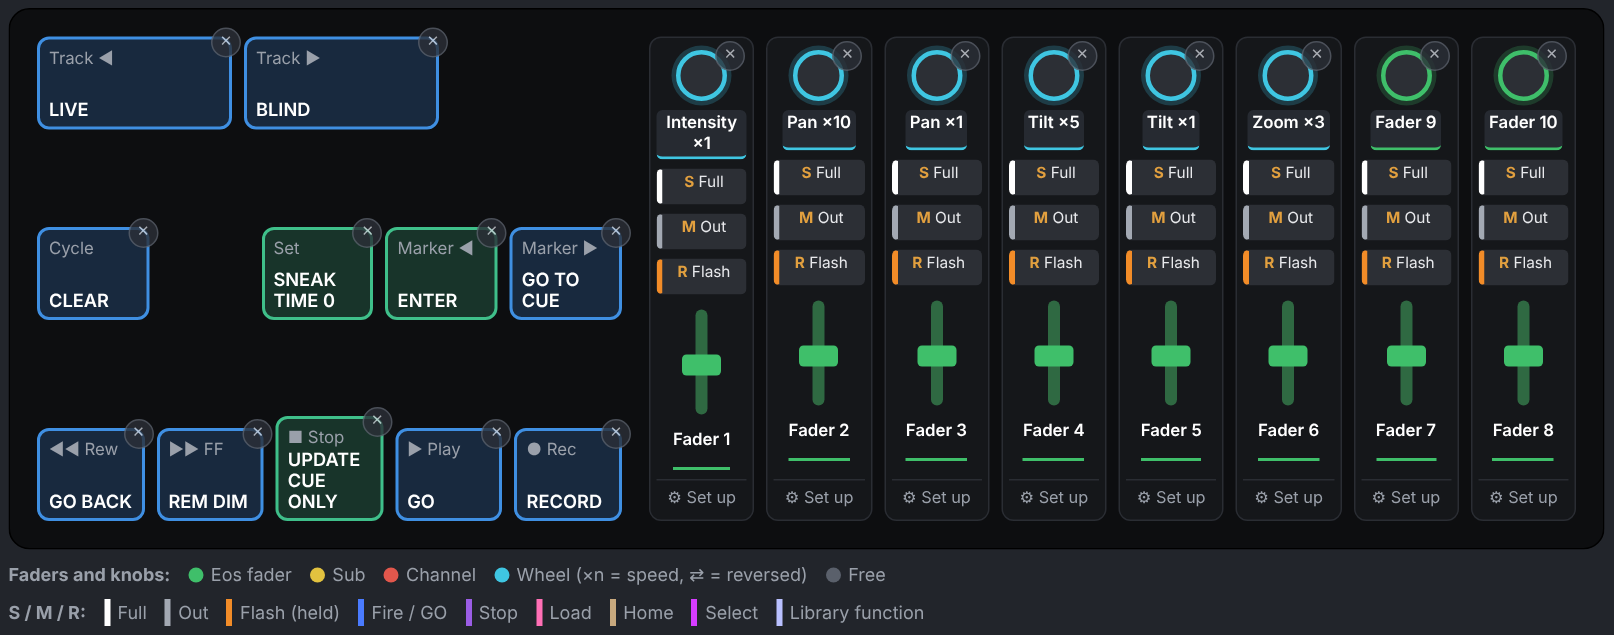 Track ◀
LIVE
Track ▶
BLIND
Cycle
CLEAR
Set
SNEAK
TIME 0
Marker ◀
ENTER
Marker ▶
GO TO
CUE
◀◀ Rew
GO BACK
▶▶ FF
REM DIM
■ Stop
UPDATE
CUE
ONLY
▶ Play
GO
● Rec
RECORD
Intensity
×1
S Full
M Out
R Flash
Fader 1
⚙ Set up
Pan ×10
S Full
M Out
R Flash
Fader 2
⚙ Set up
Pan ×1
S Full
M Out
R Flash
Fader 3
⚙ Set up
Tilt ×5
S Full
M Out
R Flash
Fader 4
⚙ Set up
Tilt ×1
S Full
M Out
R Flash
Fader 5
⚙ Set up
Zoom ×3
S Full
M Out
R Flash
Fader 6
⚙ Set up
Fader 9
S Full
M Out
R Flash
Fader 7
⚙ Set up
Fader 10
S Full
M Out
R Flash
Fader 8
⚙ Set up
Faders and knobs: Eos fader Sub Channel Wheel (×n = speed, ⇄ = reversed) Free
S / M / R: Full Out Flash (held) Fire / GO Stop Load Home Select Library function